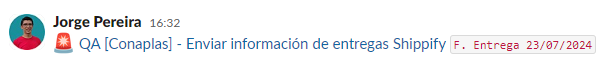 Jorge Pereira 16:32
🚨 QA [Conaplas] - Enviar información de entregas Shippify F. Entrega 23/07/2024